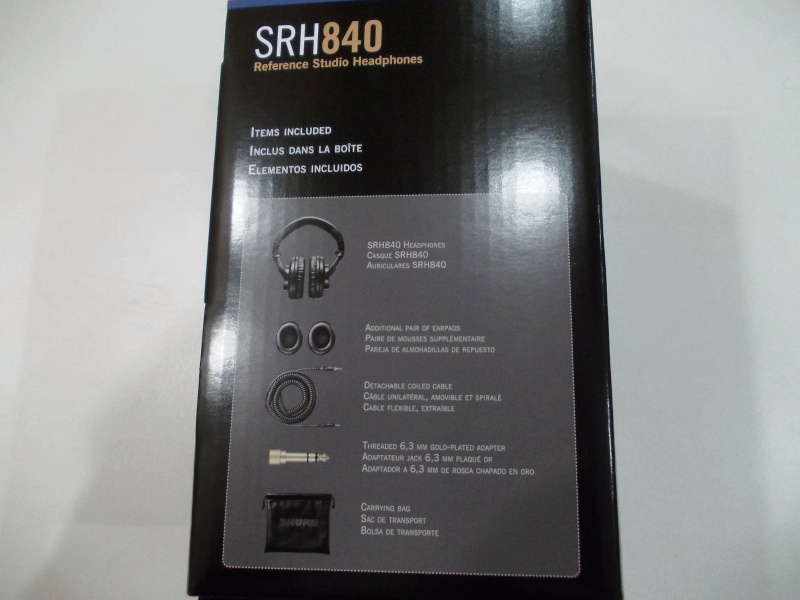 SRH840
Reference Studio Headphones
ITEMS INCLUDED
INCLUS DANS LA BOÎTE
ELEMENTOS INCLUIDOS
SRH840 HEADPHONES
CASQUE SRH840
AURICULARES SRH840
ADDITIONAL PAIR OF EARPADS
PAIRE DE MOUSSES SUPPLÉMENTAIRE
PAREJA DE ALMOHADILLAS DE REPUESTO
DETACHABLE COILED CABLE
CÂBLE UNILATÉRAL, AMOVIBLE ET SPIRALÉ
CABLE FLEXIBLE, EXTRAÍBLE
THREADED 6,3 MM GOLD-PLATED ADAPTER
ADAPTATEUR JACK 6,3 MM PLAQUÉ OR
ADAPTADOR A 6,3 MM DE ROSCA CHAPADO EN ORO
SHURE
CARRYING BAG
SAC DE TRANSPORT
BOLSA DE TRANSPORTE